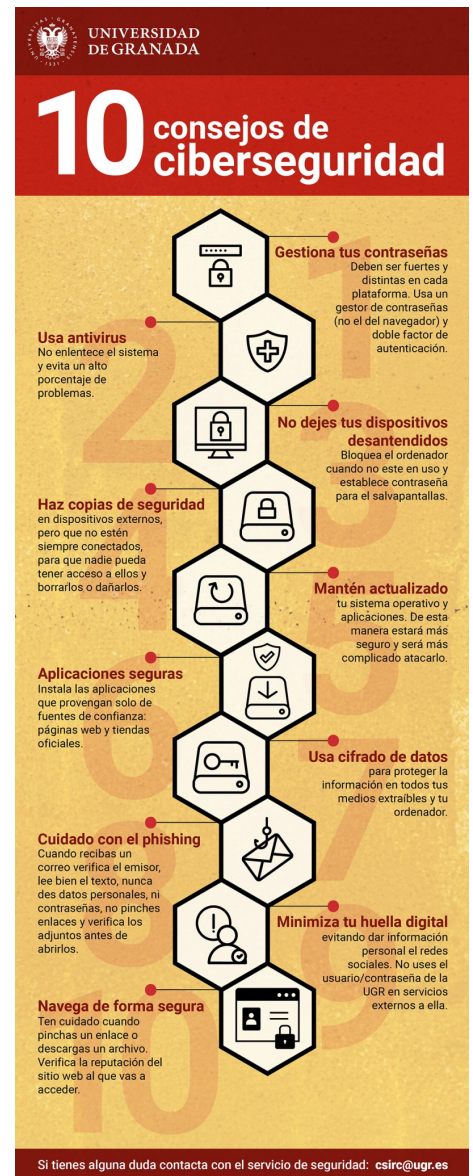 UNIVERSIDAD
DE GRANADA
10 consejos de
ciberseguridad
1
Gestiona tus contraseñas
Deben ser fuertes y
distintas en cada
plataforma. Usa un
gestor de contraseñas
(no el del navegador) y
doble factor de
autenticación.
2
Usa antivirus
No enlentece el sistema
y evita un alto
porcentaje de
problemas.
3
No dejes tus dispositivos
desantendidos
Bloquea el ordenador
cuando no este en uso y
establece contraseña
para el salvapantallas.
4
Haz copias de seguridad
en dispositivos externos,
pero que no estén
siempre conectados,
para que nadie pueda
tener acceso a ellos y
borrarlos o dañarlos.
5
Mantén actualizado
tu sistema operativo y
aplicaciones. De esta
manera estará más
seguro y será más
complicado atacarlo.
6
Aplicaciones seguras
Instala las aplicaciones
que provengan solo de
fuentes de confianza:
páginas web y tiendas
oficiales.
7
Usa cifrado de datos
para proteger la
información en todos tus
medios extraíbles y tu
ordenador.
8
Cuidado con el phishing
Cuando recibas un
correo verifica el emisor,
lee bien el texto, nunca
des datos personales, ni
contraseñas, no pinches
enlaces y verifica los
adjuntos antes de
abrirlos.
9
Minimiza tu huella digital
evitando dar información
personal el redes
sociales. No uses el
usuario/contraseña de la
UGR en servicios
externos a ella.
10
Navega de forma segura
Ten cuidado cuando
pinchas un enlace o
descargas un archivo.
Verifica la reputación del
sitio web al que vas a
acceder.
Si tienes alguna duda contacta con el servicio de seguridad: csirc@ugr.es